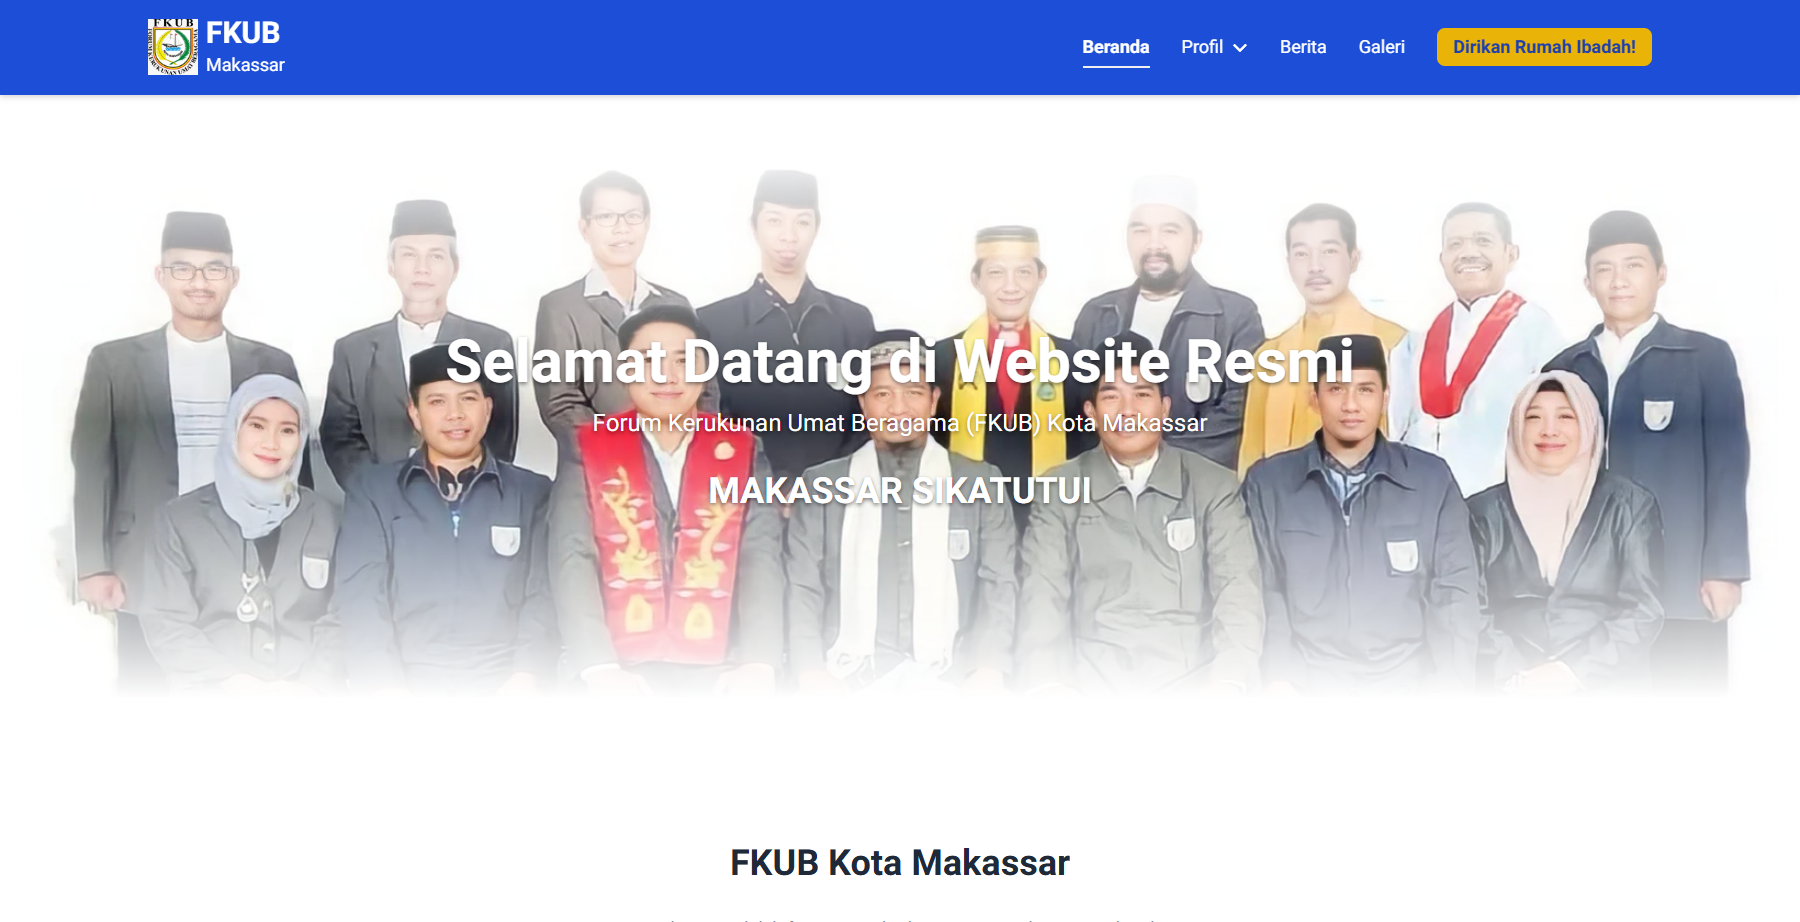 FKUB
FKUB
Makassar
Beranda
Profil
Berita
Galeri
Dirikan Rumah Ibadah!
Selamat Datang di Website Resmi
Forum Kerukunan Umat Beragama (FKUB) Kota Makassar
MAKASSAR SIKATUTUI
FKUB Kota Makassar